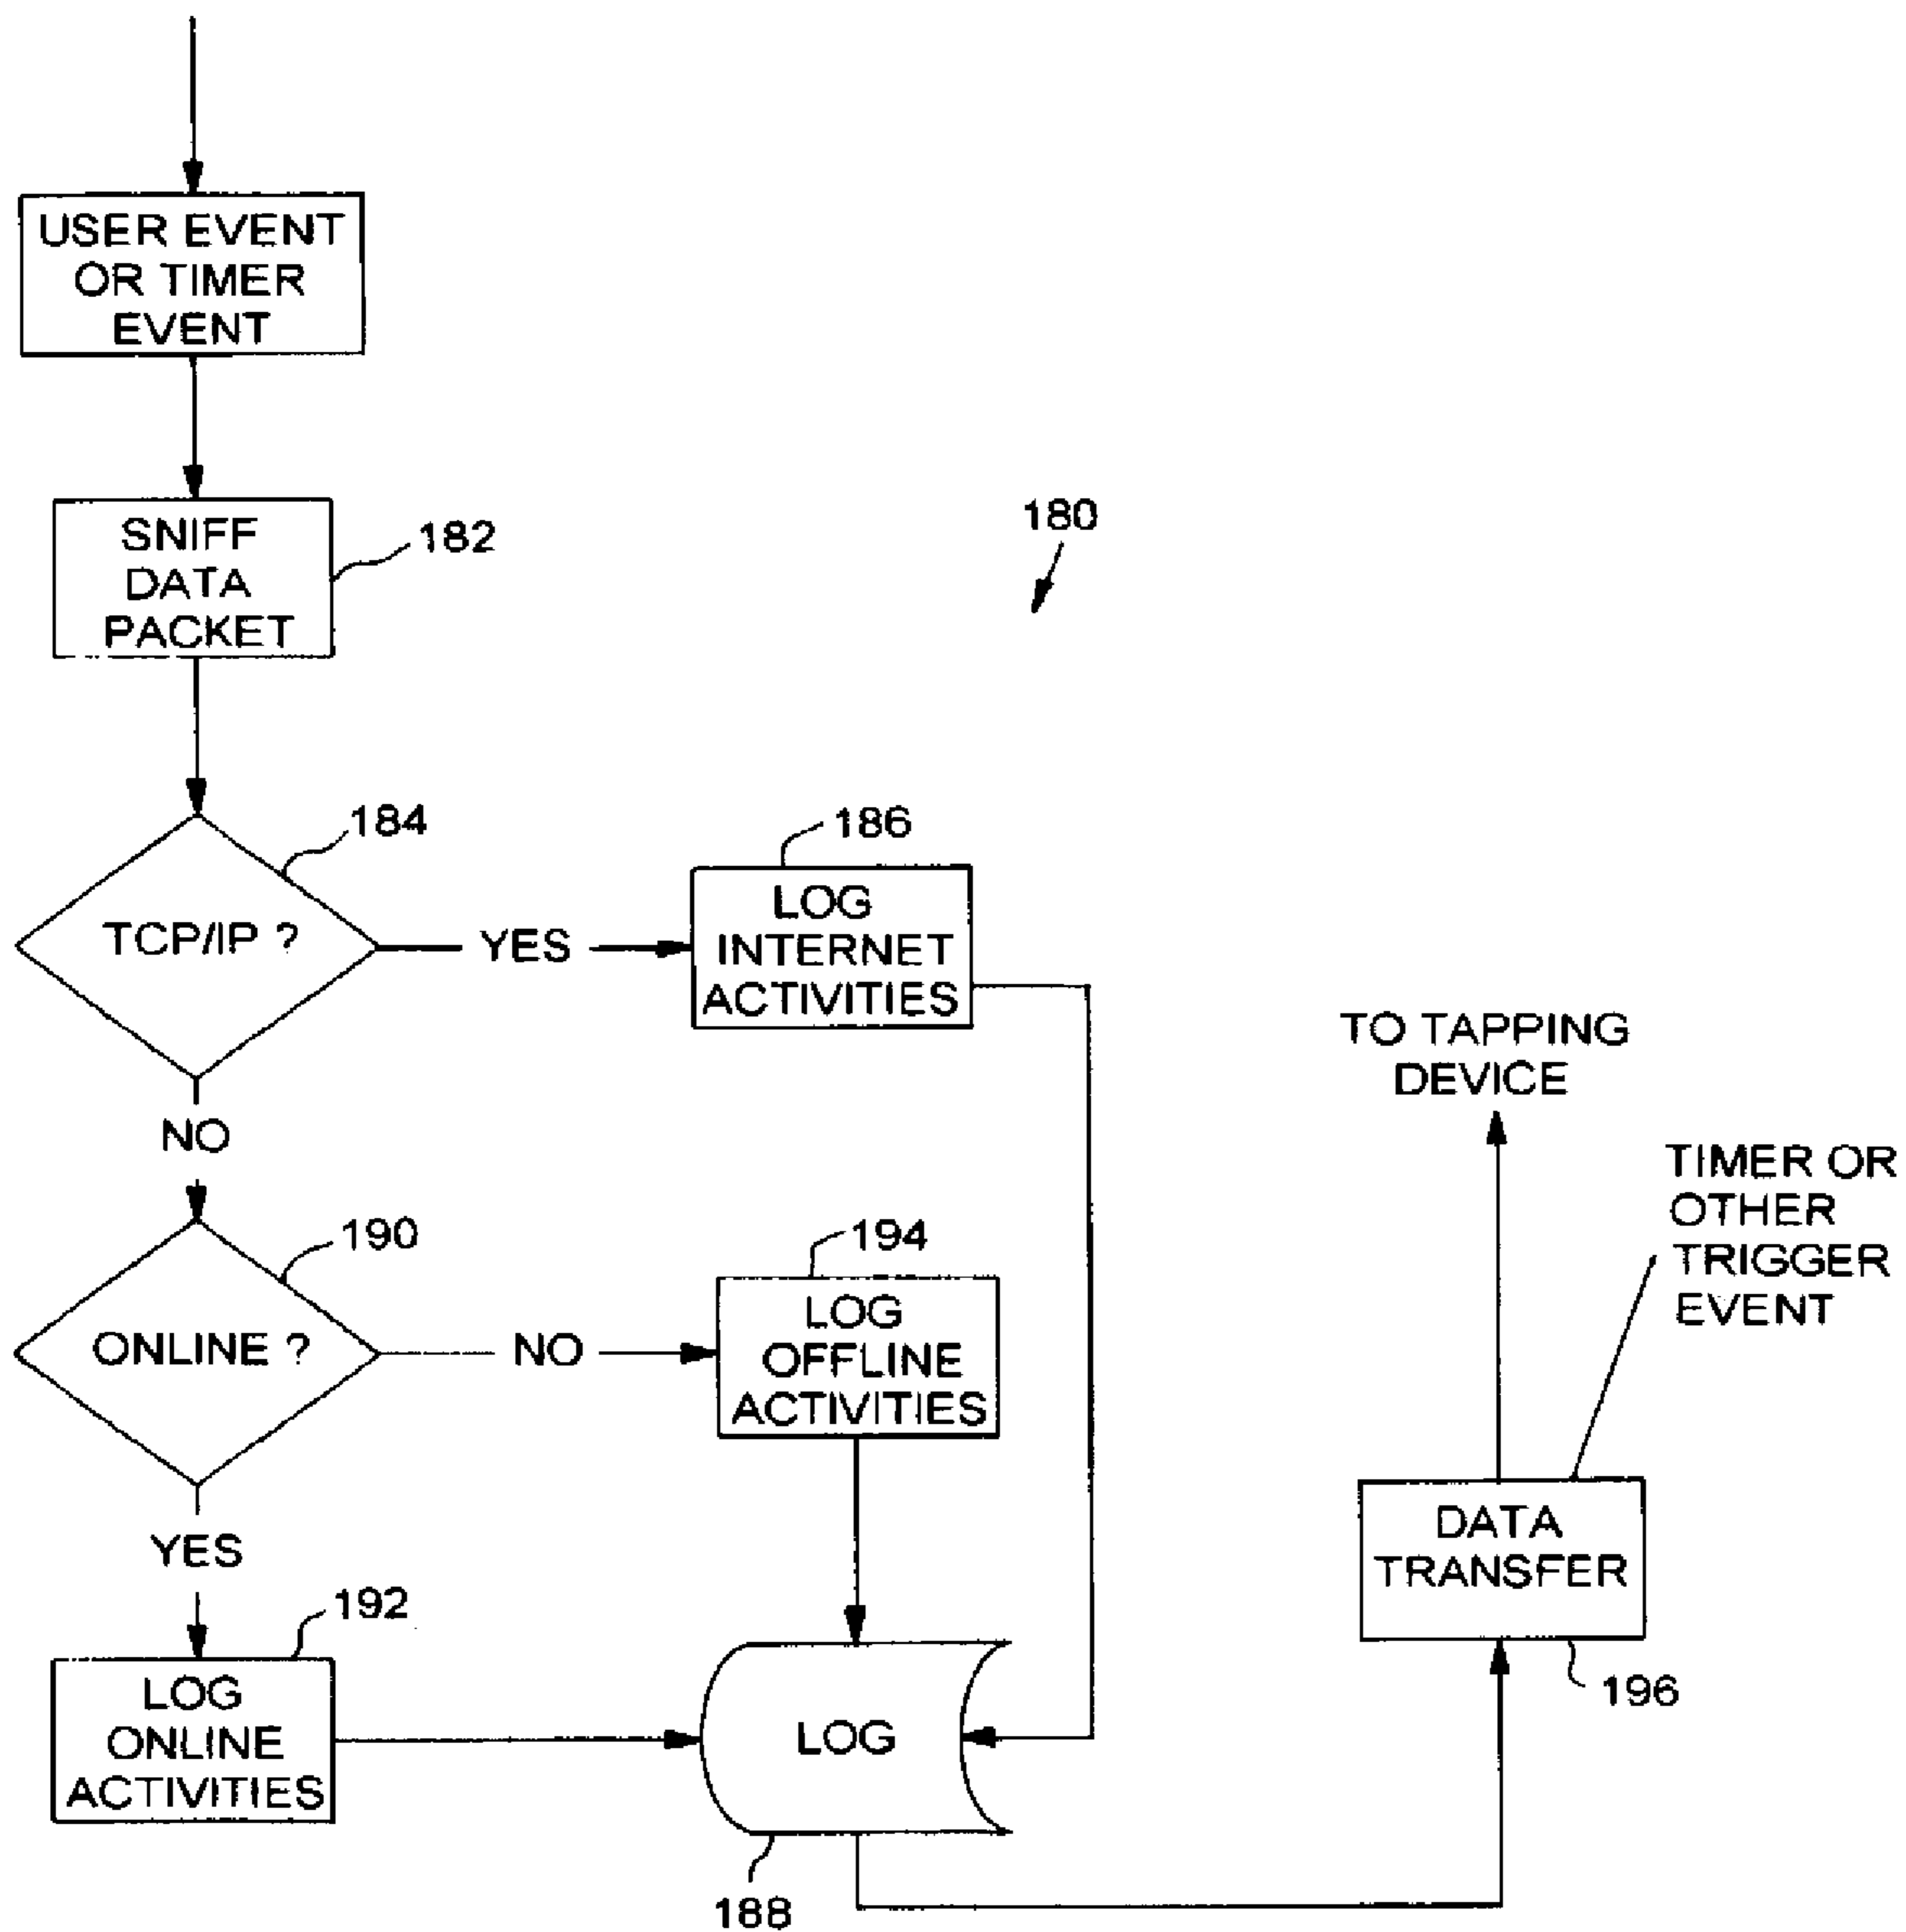 USER EVENT
OR TIMER
EVENT
SNIFF
DATA
PACKET
182
180
184
TCP/IP ?
YES
186
LOG
INTERNET
ACTIVITIES
NO
TO TAPPING
DEVICE
TIMER OR
OTHER
TRIGGER
EVENT
190
ONLINE ?
NO
194
LOG
OFFLINE
ACTIVITIES
YES
DATA
TRANSFER
196
192
LOG
ONLINE
ACTIVITIES
LOG
188